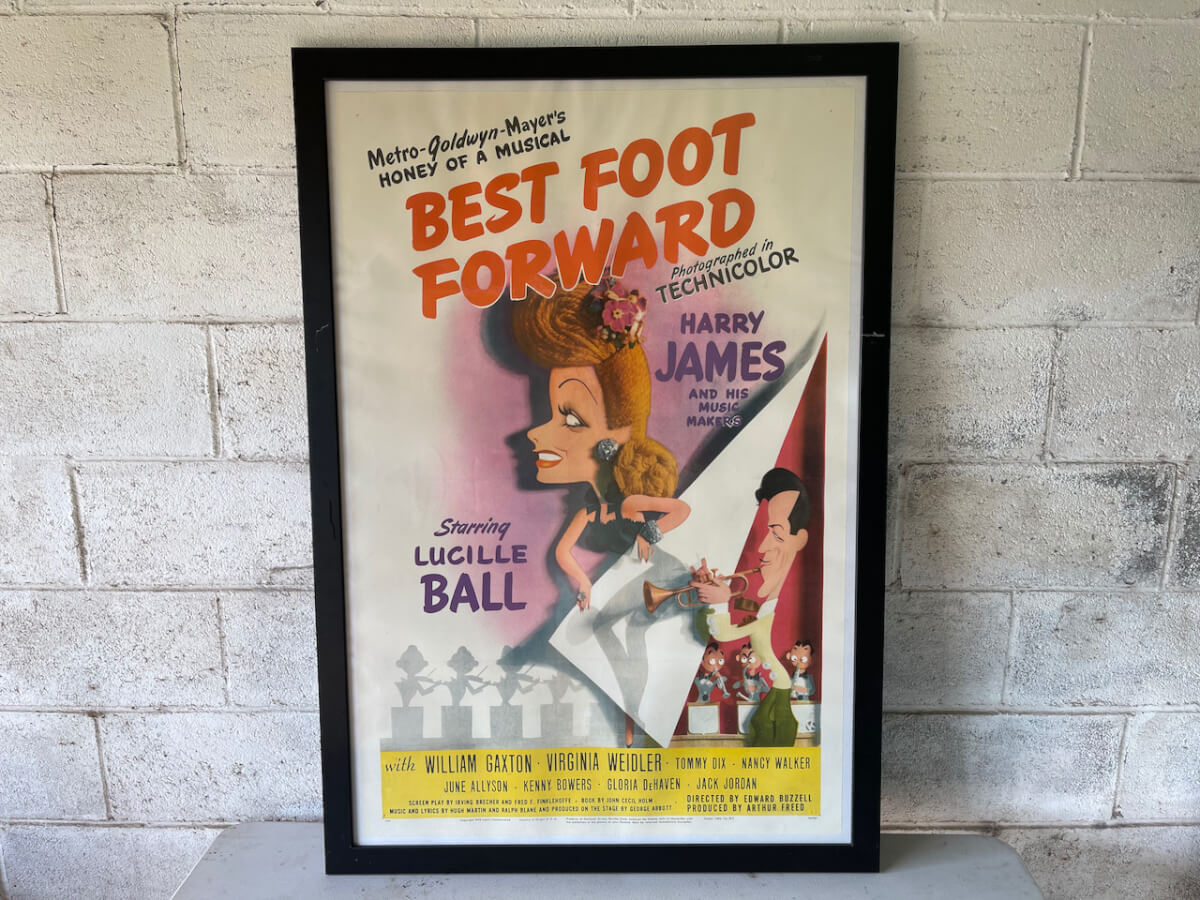 Metro-Goldwyn-Mayer's
HONEY OF A MUSICAL
BEST FOOT
FORWARD
Photographed in
TECHNICOLOR
HARRY
JAMES
AND HIS
MUSIC
MAKERS
Starring
LUCILLE
BALL
with WILLIAM GAXTON · VIRGINIA WEIDLER · TOMMY DIX · NANCY WALKER
JUNE ALLYSON · KENNY BOWERS · GLORIA DeHAVEN · JACK JORDAN
SCREEN PLAY BY IRVING BRECHER AND FRED F. FINKLEHOFFE · BOOK BY JOHN CECIL HOLM
MUSIC AND LYRICS BY HUGH MARTIN AND RALPH BLANE AND PRODUCED ON THE STAGE BY GEORGE ABBOTT
DIRECTED BY EDWARD BUZZELL
PRODUCED BY ARTHUR FREED